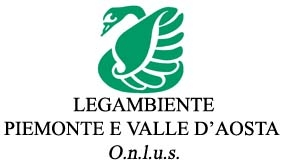 LEGAMBIENTE
PIEMONTE E VALLE D'AOSTA
O.n.l.u.s.